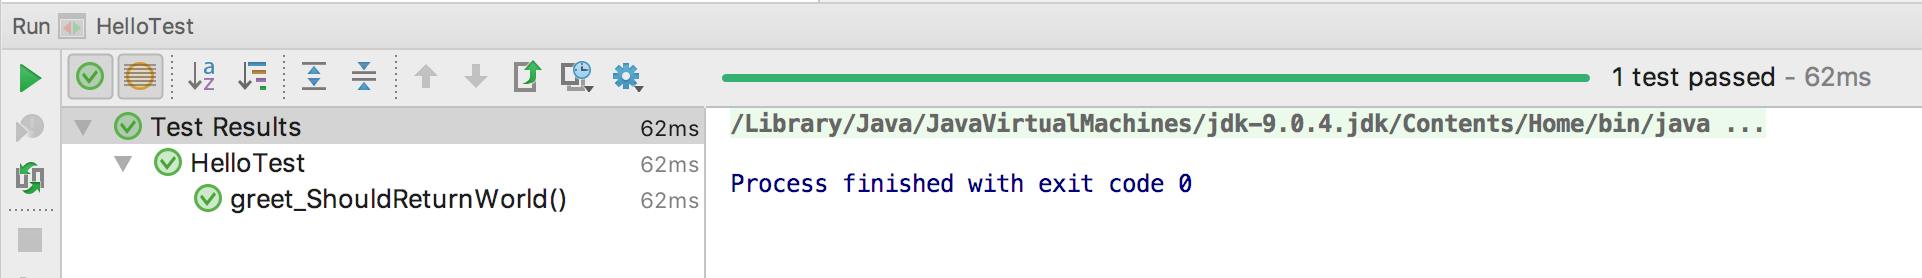 Run HelloTest
1 test passed - 62ms
Test Results 62ms
HelloTest 62ms
greet_ShouldReturnWorld() 62ms
/Library/Java/JavaVirtualMachines/jdk-9.0.4.jdk/Contents/Home/bin/java ...
Process finished with exit code 0